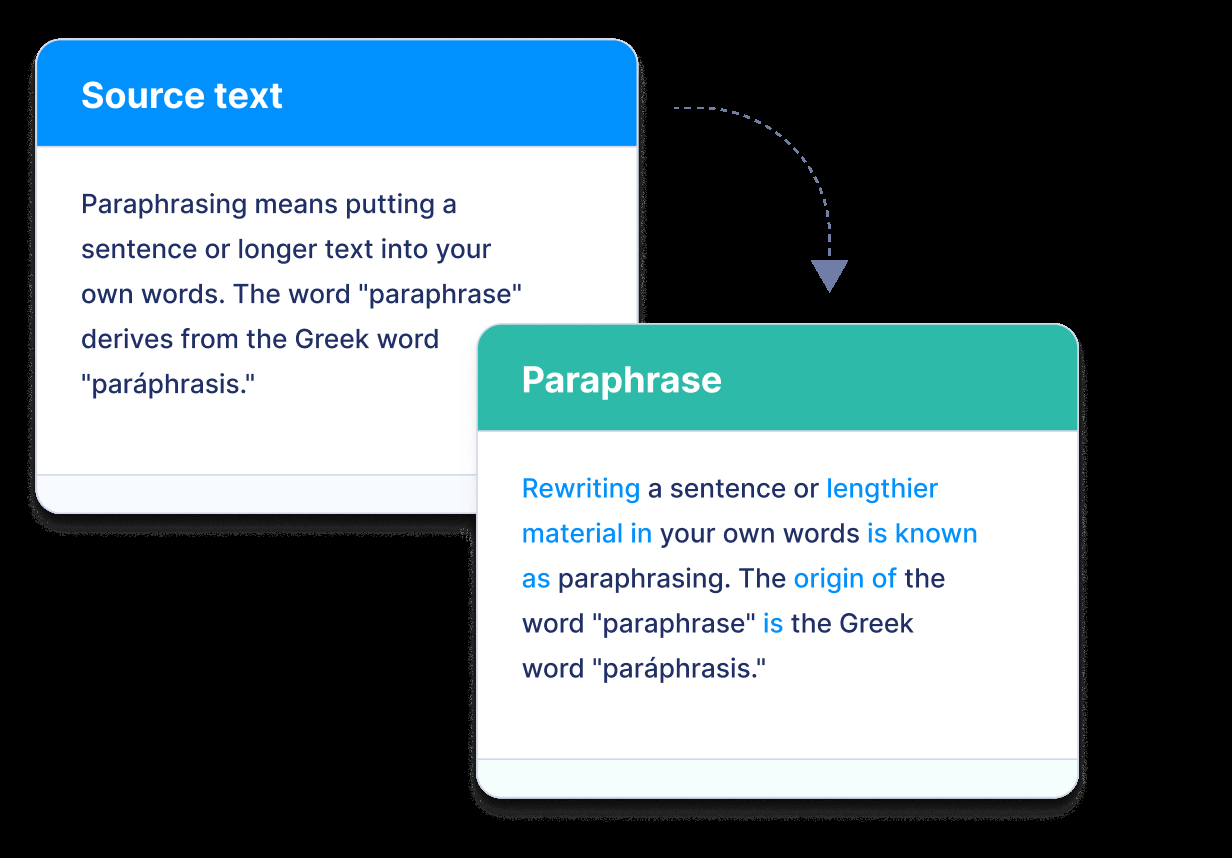 Source text
Paraphrasing means putting a
sentence or longer text into your
own words. The word "paraphrase"
derives from the Greek word
"paráphrasis."
Paraphrase
Rewriting a sentence or lengthier
material in your own words is known
as paraphrasing. The origin of the
word "paraphrase" is the Greek
word "paráphrasis."